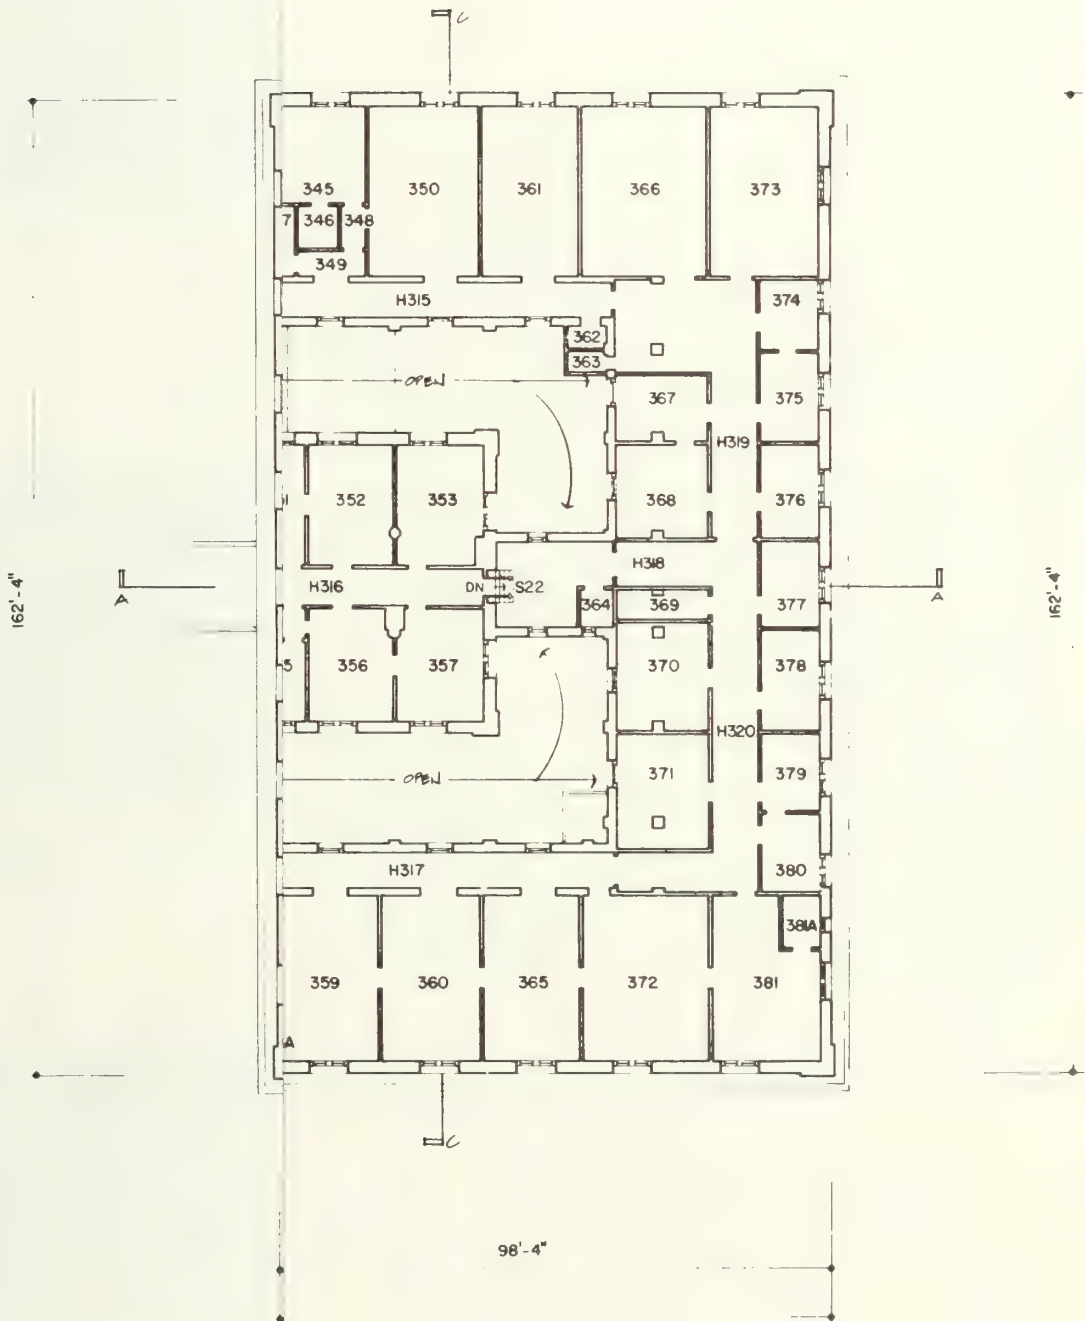 C
345 350 361 366 373
7 346 348
349
374
H315
362
363
OPEN
367 375
H319
352 353 368 376
H318
H316 DN S22
364 369 377
A A
162'-4" 162'-4"
5 356 357 370 378
H320
OPEN 371 379
H317 380
381A
359 360 365 372 381
A
C
98'-4"